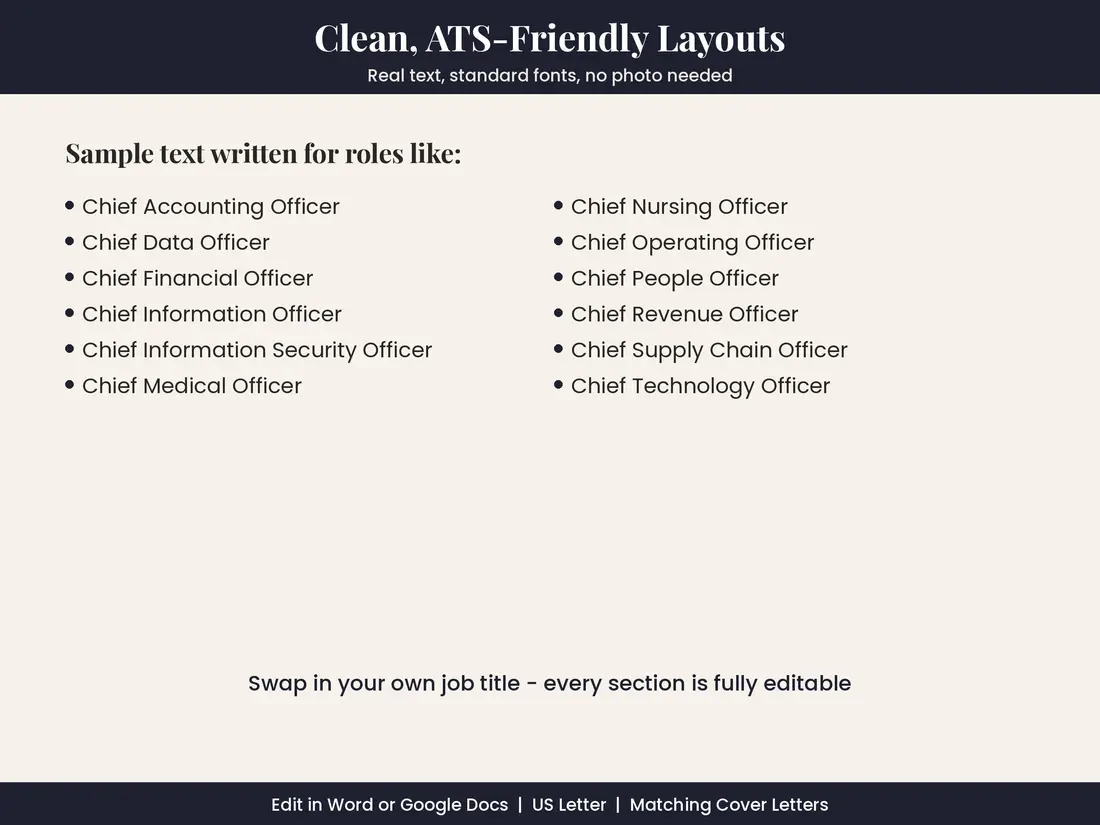 Clean, ATS-Friendly Layouts
Real text, standard fonts, no photo needed
Sample text written for roles like:
• Chief Accounting Officer
• Chief Data Officer
• Chief Financial Officer
• Chief Information Officer
• Chief Information Security Officer
• Chief Medical Officer
• Chief Nursing Officer
• Chief Operating Officer
• Chief People Officer
• Chief Revenue Officer
• Chief Supply Chain Officer
• Chief Technology Officer
Swap in your own job title - every section is fully editable
Edit in Word or Google Docs | US Letter | Matching Cover Letters